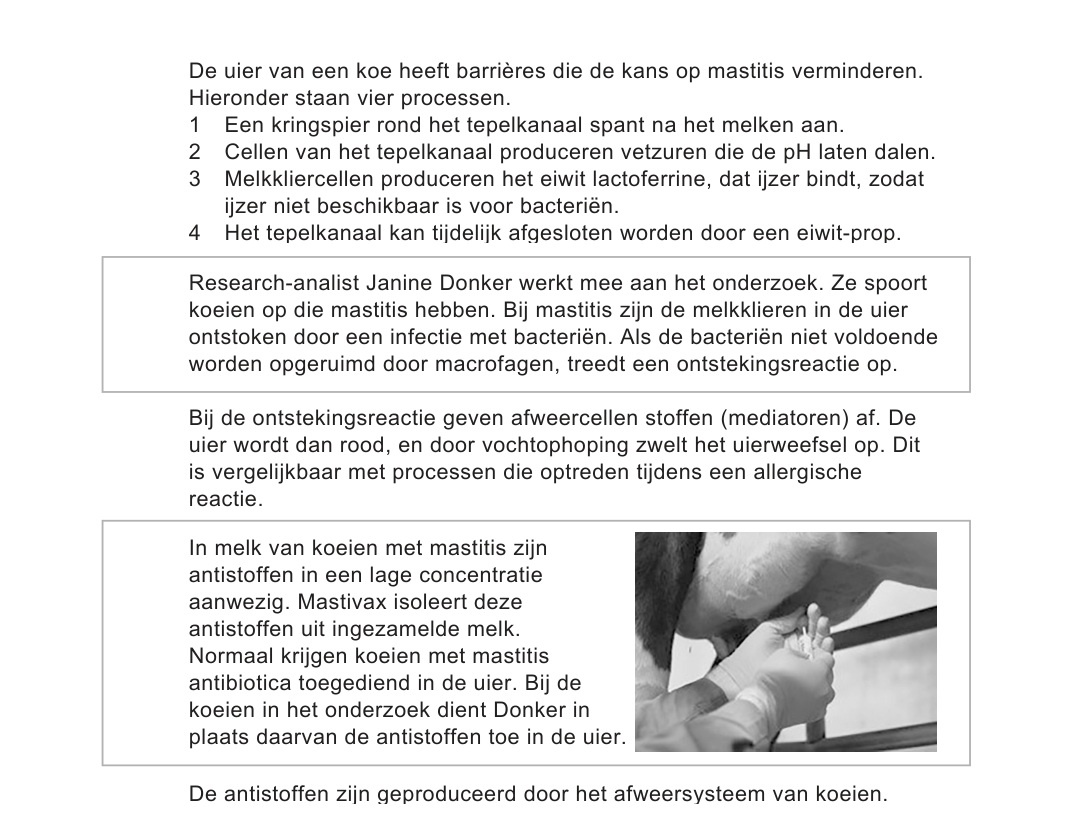 De uier van een koe heeft barrières die de kans op mastitis verminderen.
Hieronder staan vier processen.
1 Een kringspier rond het tepelkanaal spant na het melken aan.
2 Cellen van het tepelkanaal produceren vetzuren die de pH laten dalen.
3 Melkkliercellen produceren het eiwit lactoferrine, dat ijzer bindt, zodat
ijzer niet beschikbaar is voor bacteriën.
4 Het tepelkanaal kan tijdelijk afgesloten worden door een eiwit-prop.
Research-analist Janine Donker werkt mee aan het onderzoek. Ze spoort
koeien op die mastitis hebben. Bij mastitis zijn de melkklieren in de uier
ontstoken door een infectie met bacteriën. Als de bacteriën niet voldoende
worden opgeruimd door macrofagen, treedt een ontstekingsreactie op.
Bij de ontstekingsreactie geven afweercellen stoffen (mediatoren) af. De
uier wordt dan rood, en door vochtophoping zwelt het uierweefsel op. Dit
is vergelijkbaar met processen die optreden tijdens een allergische
reactie.
In melk van koeien met mastitis zijn
antistoffen in een lage concentratie
aanwezig. Mastivax isoleert deze
antistoffen uit ingezamelde melk.
Normaal krijgen koeien met mastitis
antibiotica toegediend in de uier. Bij de
koeien in het onderzoek dient Donker in
plaats daarvan de antistoffen toe in de uier.
De antistoffen zijn geproduceerd door het afweersysteem van koeien.